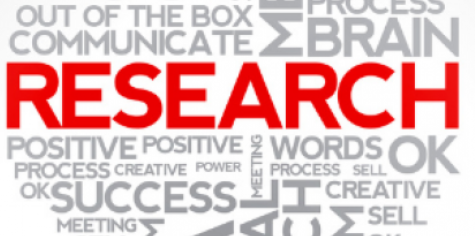 OUT OF THE BOX
PROCESS
COMMUNICATE
BRAIN
RESEARCH
POSITIVE POSITIVE
WORDS OK
PROCESS CREATIVE POWER
MEETING
PROCESS SELL
OK SUCCESS
CREATIVE
MEETING
SELL